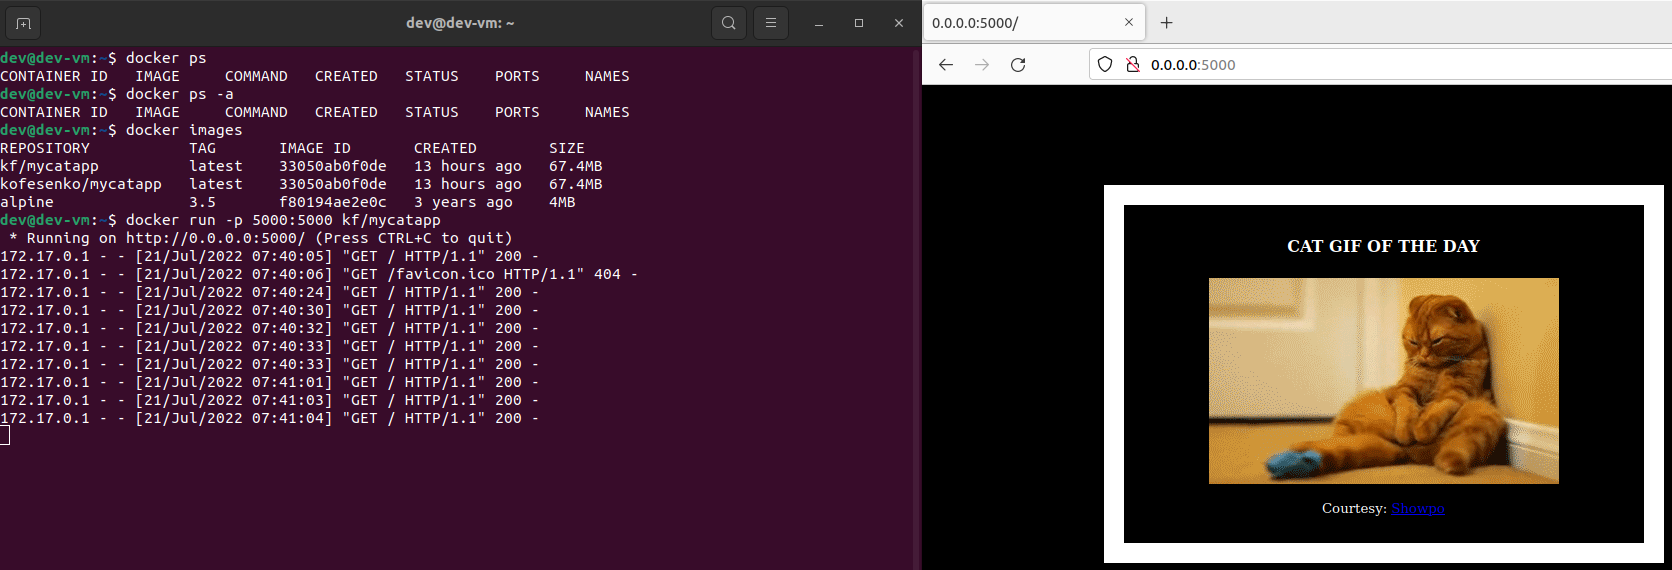 dev@dev-vm: ~
dev@dev-vm:~$ docker ps
CONTAINER ID   IMAGE     COMMAND   CREATED   STATUS    PORTS     NAMES
dev@dev-vm:~$ docker ps -a
CONTAINER ID   IMAGE     COMMAND   CREATED   STATUS    PORTS     NAMES
dev@dev-vm:~$ docker images
REPOSITORY           TAG       IMAGE ID       CREATED        SIZE
kf/mycatapp          latest    33050ab0f0de   13 hours ago   67.4MB
kofesenko/mycatapp   latest    33050ab0f0de   13 hours ago   67.4MB
alpine               3.5       f80194ae2e0c   3 years ago    4MB
dev@dev-vm:~$ docker run -p 5000:5000 kf/mycatapp
 * Running on http://0.0.0.0:5000/ (Press CTRL+C to quit)
172.17.0.1 - - [21/Jul/2022 07:40:05] "GET / HTTP/1.1" 200 -
172.17.0.1 - - [21/Jul/2022 07:40:06] "GET /favicon.ico HTTP/1.1" 404 -
172.17.0.1 - - [21/Jul/2022 07:40:24] "GET / HTTP/1.1" 200 -
172.17.0.1 - - [21/Jul/2022 07:40:30] "GET / HTTP/1.1" 200 -
172.17.0.1 - - [21/Jul/2022 07:40:32] "GET / HTTP/1.1" 200 -
172.17.0.1 - - [21/Jul/2022 07:40:33] "GET / HTTP/1.1" 200 -
172.17.0.1 - - [21/Jul/2022 07:40:33] "GET / HTTP/1.1" 200 -
172.17.0.1 - - [21/Jul/2022 07:41:01] "GET / HTTP/1.1" 200 -
172.17.0.1 - - [21/Jul/2022 07:41:03] "GET / HTTP/1.1" 200 -
172.17.0.1 - - [21/Jul/2022 07:41:04] "GET / HTTP/1.1" 200 -
0.0.0.0:5000/
0.0.0.0:5000
CAT GIF OF THE DAY
Courtesy: Showpo